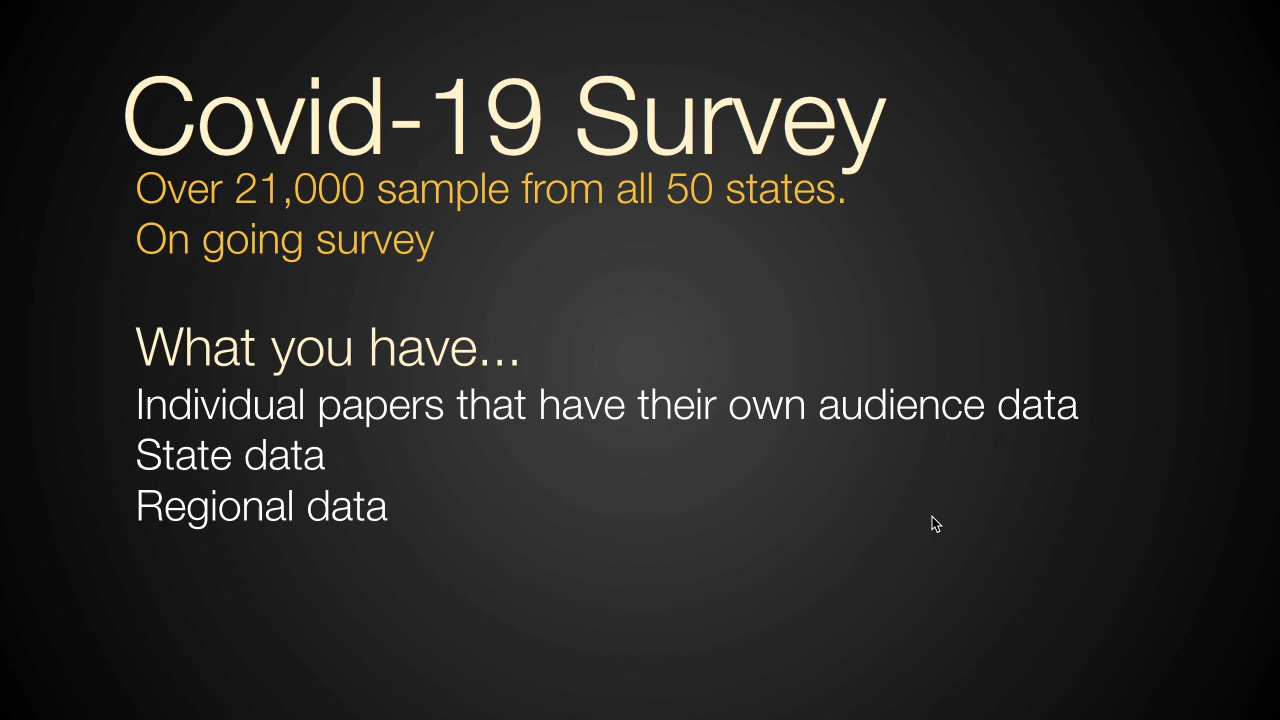 Covid-19 Survey
Over 21,000 sample from all 50 states.
On going survey
What you have...
Individual papers that have their own audience data
State data
Regional data